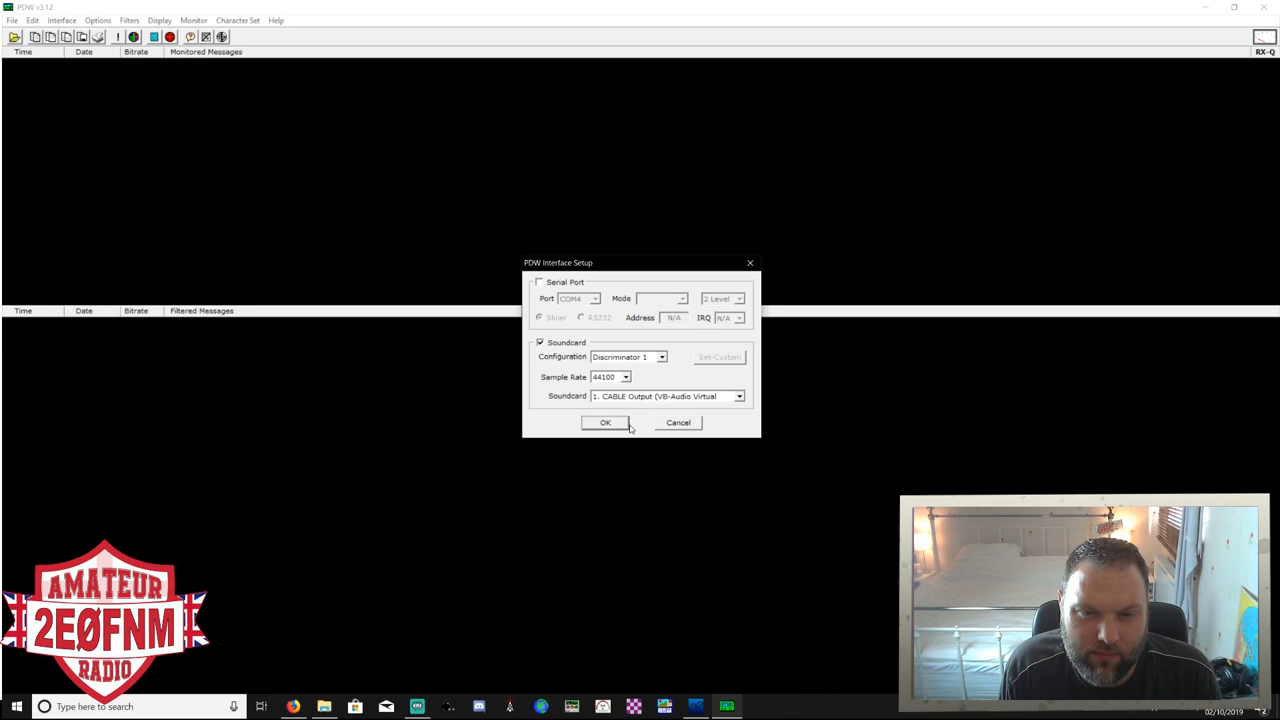 PDW v3.12
File Edit Interface Options Filters Display Monitor Character Set Help
Time Date Bitrate Monitored Messages RX-Q
PDW Interface Setup
Serial Port
Port COM4 Mode 2 Level
Slicer RS232 Address N/A IRQ N/A
Time Date Bitrate Filtered Messages
Soundcard
Configuration Discriminator 1 Set-Custom
Sample Rate 44100
Soundcard 1. CABLE Output (VB-Audio Virtual
OK Cancel
AMATEUR
2EØFNM
RADIO
Type here to search
02/10/2019